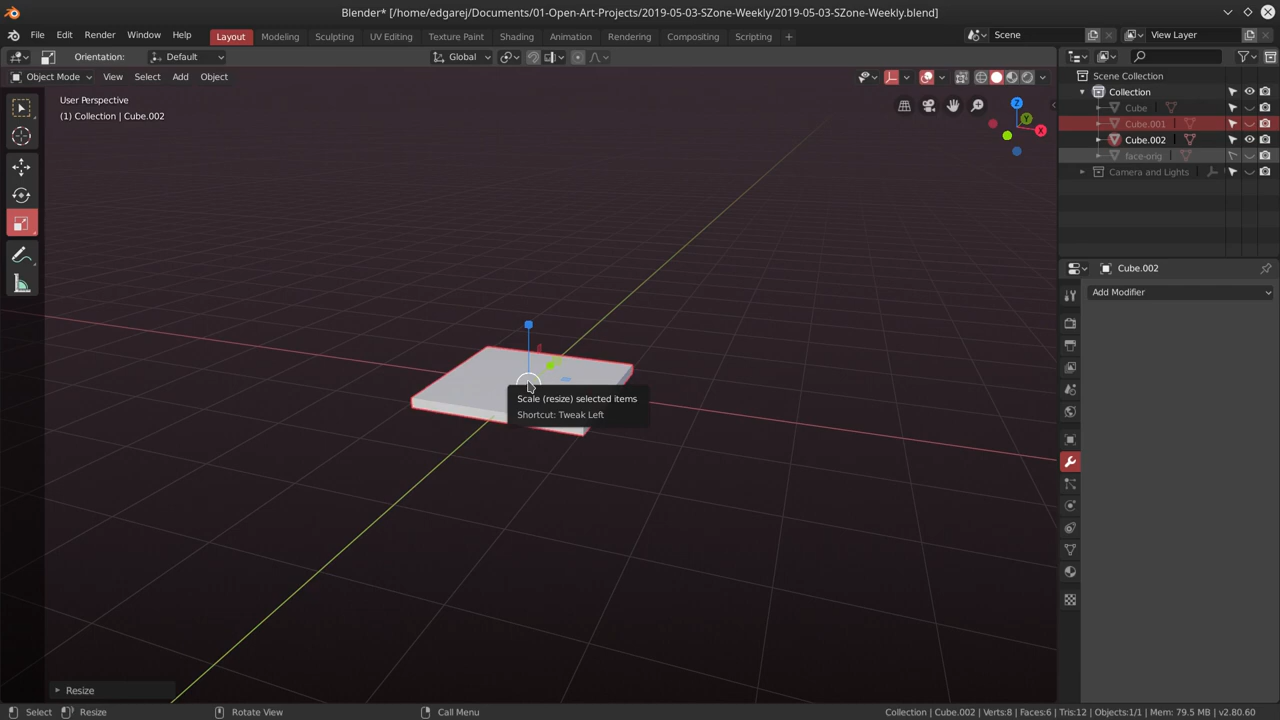 Blender* [/home/edgarej/Documents/01-Open-Art-Projects/2019-05-03-SZone-Weekly/2019-05-03-SZone-Weekly.blend]
File Edit Render Window Help Layout Modeling Sculpting UV Editing Texture Paint Shading Animation Rendering Compositing Scripting + Scene View Layer
Orientation: Default Global
Object Mode View Select Add Object
User Perspective
(1) Collection | Cube.002
Scene Collection
Collection
Cube
Cube.001
Cube.002
face-orig
Camera and Lights
Z
Y
X
Cube.002
Add Modifier
Scale (resize) selected items
Shortcut: Tweak Left
Resize
Select Resize Rotate View Call Menu Collection | Cube.002 | Verts:8 | Faces:6 | Tris:12 | Objects:1/1 | Mem: 79.5 MB | v2.80.60